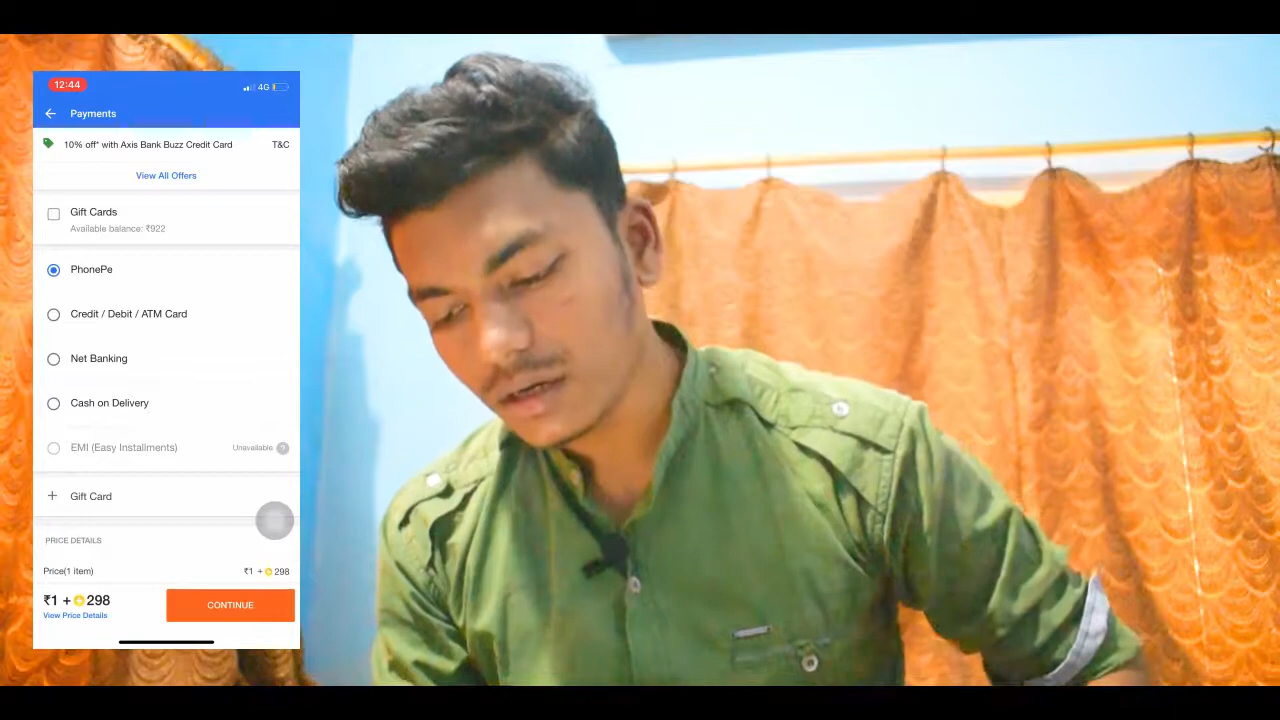 12:44
4G
Payments
10% off* with Axis Bank Buzz Credit Card T&C
View All Offers
Gift Cards
Available balance: ₹922
PhonePe
Credit / Debit / ATM Card
Net Banking
Cash on Delivery
EMI (Easy Installments) Unavailable ?
+ Gift Card
PRICE DETAILS
Price(1 item) ₹1 + 298
₹1 + 298
View Price Details
CONTINUE